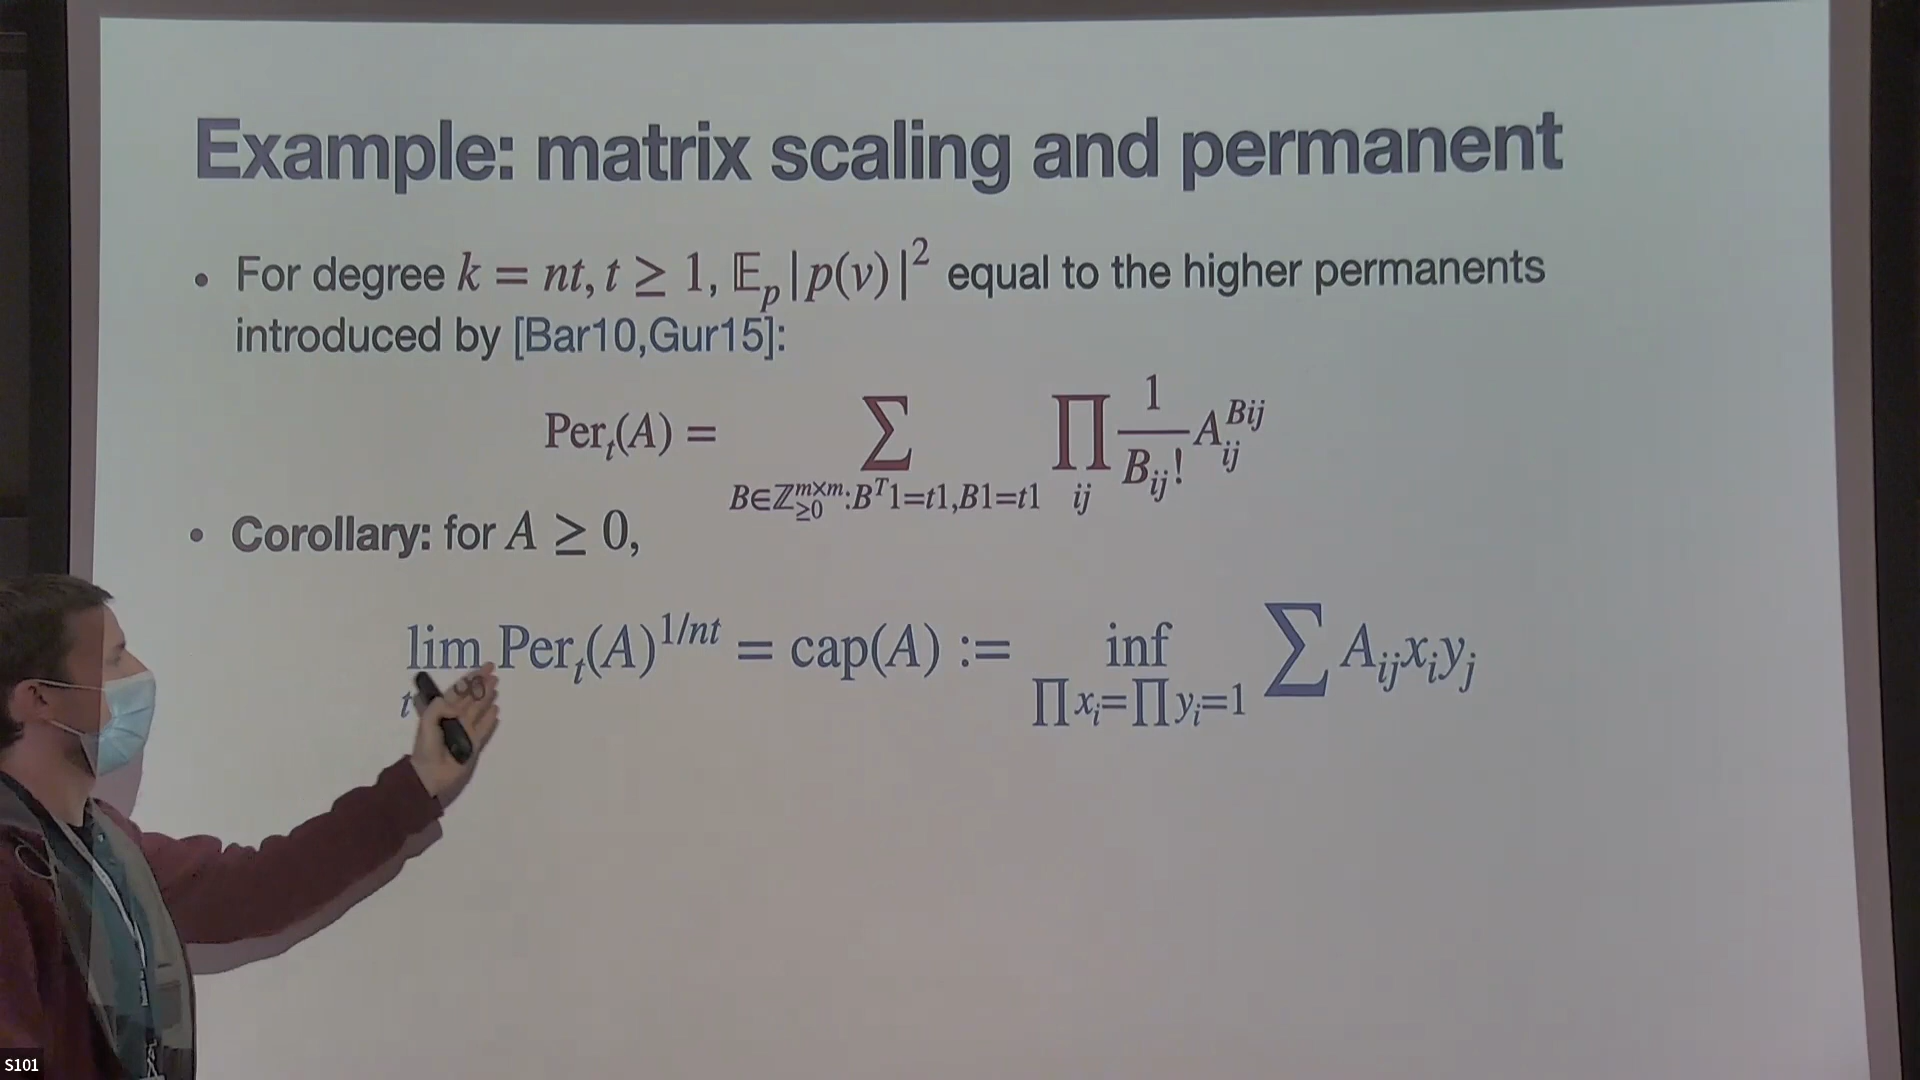 Example: matrix scaling and permanent
• For degree k = nt, t ≥ 1, 𝔼_p |p(v)|² equal to the higher permanents
introduced by [Bar10,Gur15]:
Per_t(A) = ∑_{B∈ℤ_{≥0}^{m×m}:B^T1=t1,B1=t1} ∏_{ij} 1/B_{ij}! A_{ij}^{Bij}
• Corollary: for A ≥ 0,
lim_{t ∞} Per_t(A)^{1/nt} = cap(A) := inf_{∏x_i=∏y_i=1} ∑ A_{ij}x_iy_j
S101